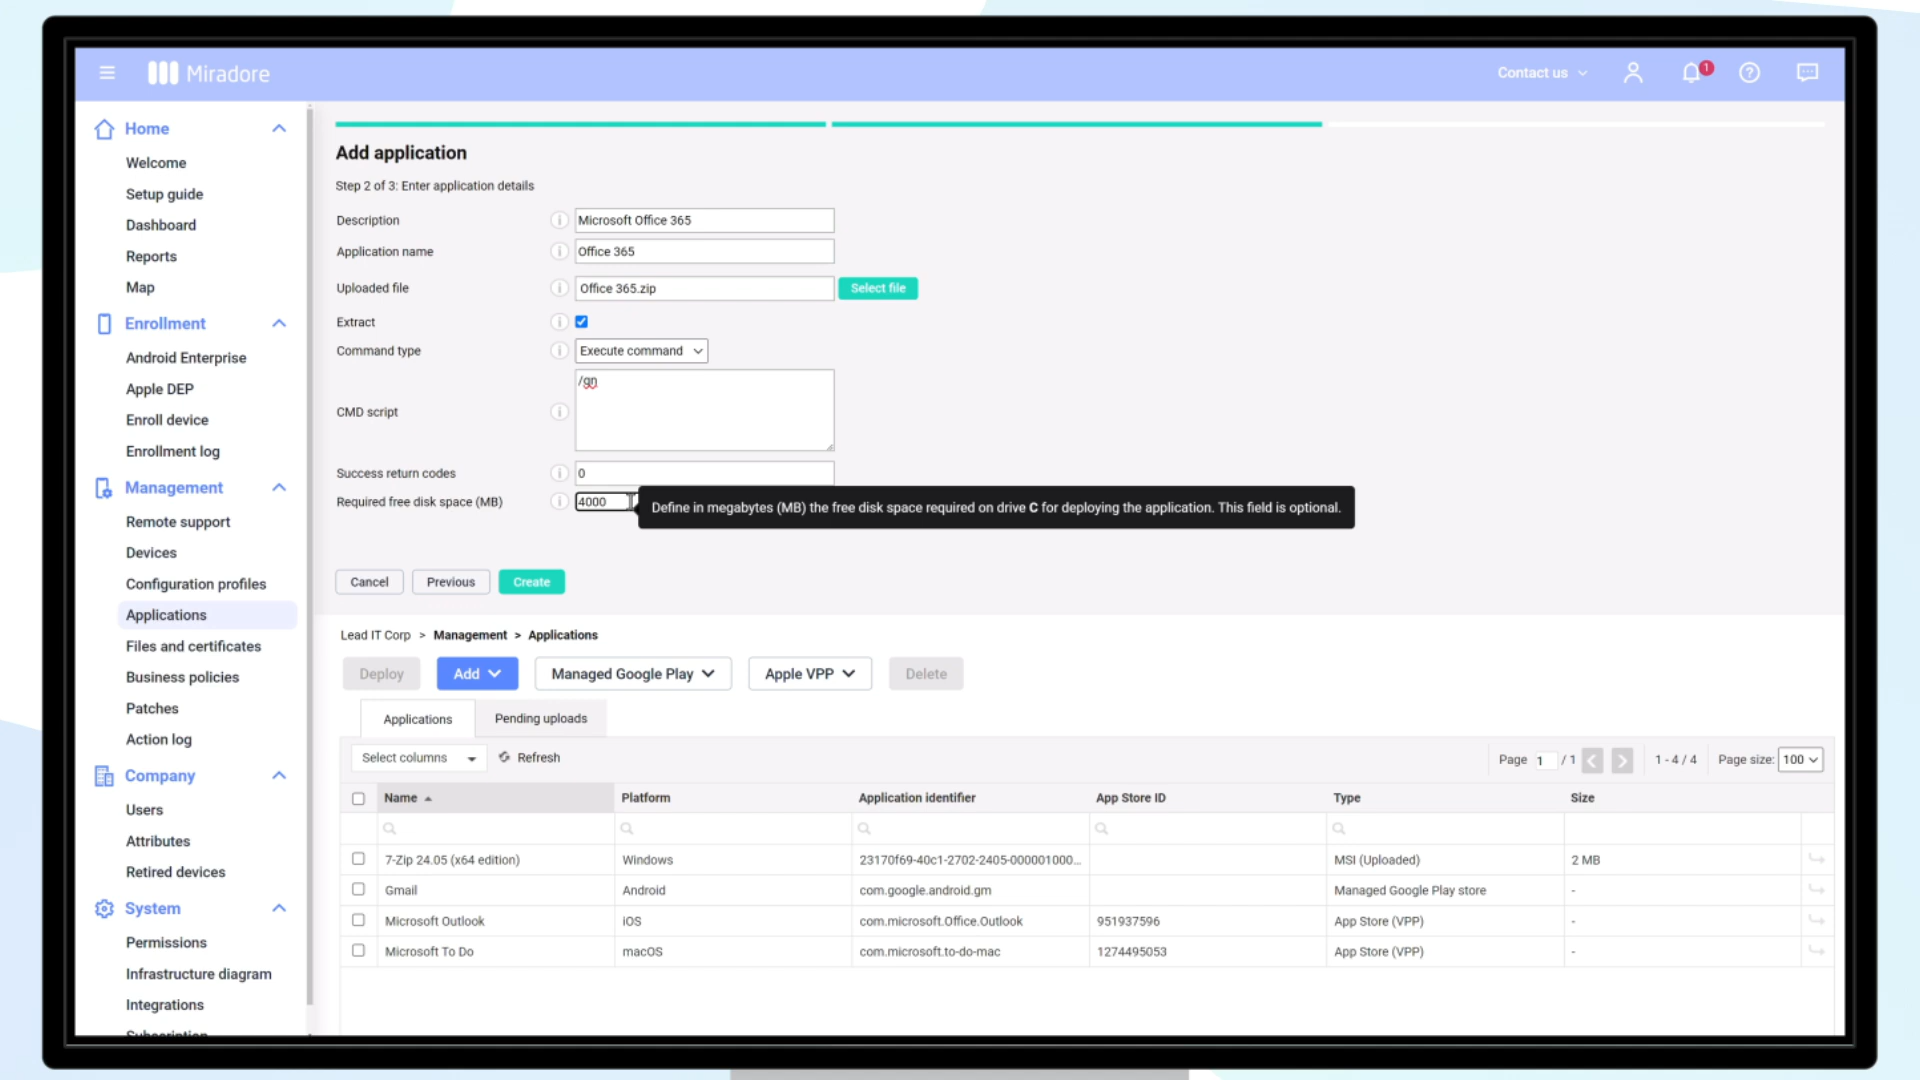 Miradore
Contact us
1
Home
Welcome
Setup guide
Dashboard
Reports
Map
Enrollment
Android Enterprise
Apple DEP
Enroll device
Enrollment log
Management
Remote support
Devices
Configuration profiles
Applications
Files and certificates
Business policies
Patches
Action log
Company
Users
Attributes
Retired devices
System
Permissions
Infrastructure diagram
Integrations
Subscription
Add application
Step 2 of 3: Enter application details
Description Microsoft Office 365
Application name Office 365
Uploaded file Office 365.zip Select file
Extract
Command type Execute command
CMD script /qn
Success return codes 0
Required free disk space (MB) 4000
Define in megabytes (MB) the free disk space required on drive C for deploying the application. This field is optional.
Cancel Previous Create
Lead IT Corp > Management > Applications
Deploy Add Managed Google Play Apple VPP Delete
Applications Pending uploads
Select columns Refresh Page 1 / 1 1 - 4 / 4 Page size: 100
Name Platform Application identifier App Store ID Type Size
7-Zip 24.05 (x64 edition) Windows 23170f69-40c1-2702-2405-000001000... MSI (Uploaded) 2 MB
Gmail Android com.google.android.gm Managed Google Play store -
Microsoft Outlook iOS com.microsoft.Office.Outlook 951937596 App Store (VPP) -
Microsoft To Do macOS com.microsoft.to-do-mac 1274495053 App Store (VPP) -